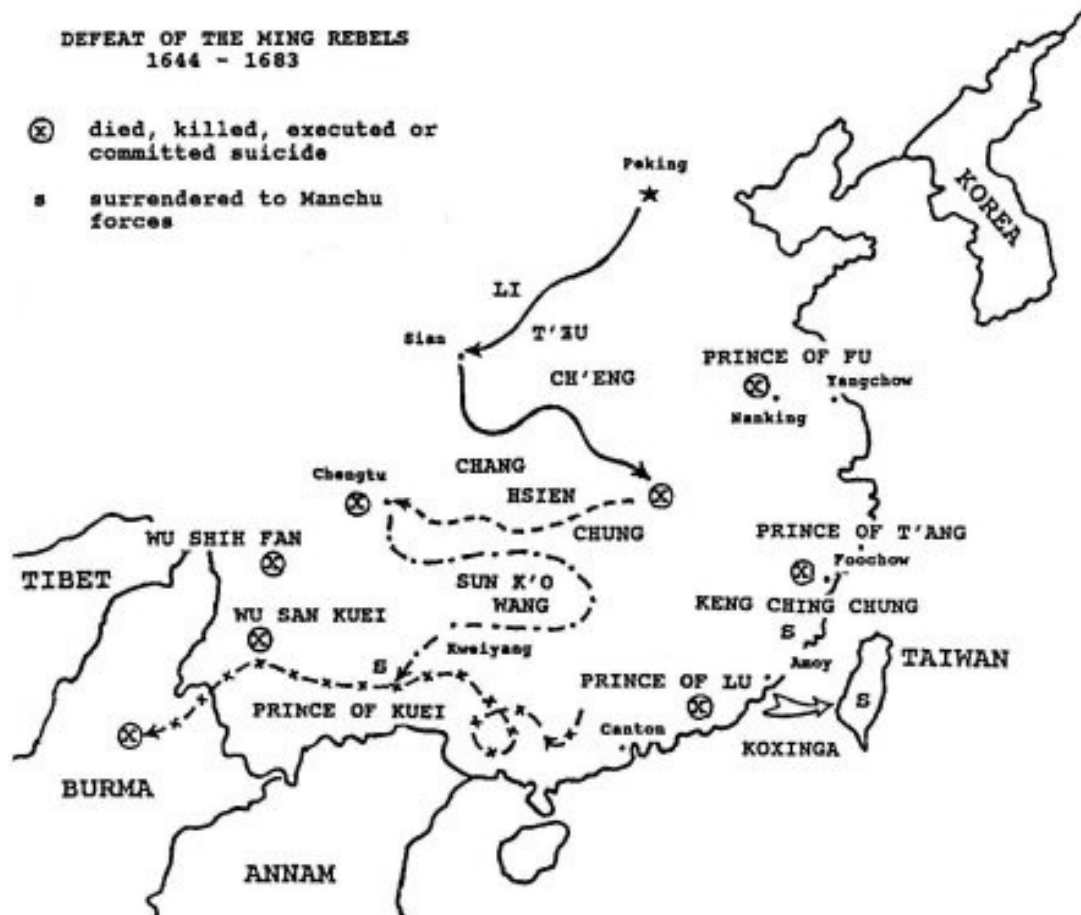 DEFEAT OF THE MING REBELS
1644 - 1683
ⓧ died, killed, executed or
committed suicide
s surrendered to Manchu
forces
Peking
KOREA
LI
Sian
T'ZU
PRINCE OF FU
CH'ENG
ⓧ
Yangchow
Nanking
CHANG
Chengtu
HSIEN
ⓧ
ⓧ
CHUNG
WU SHIH FAN
PRINCE OF T'ANG
ⓧ
Foochow
TIBET
SUN K'O
ⓧ
WANG
KENG CHING CHUNG
WU SAN KUEI
S
ⓧ
Kweiyang
Amoy
TAIWAN
S
PRINCE OF LU
S
PRINCE OF KUEI
ⓧ
ⓧ
Canton
KOXINGA
BURMA
ANNAM